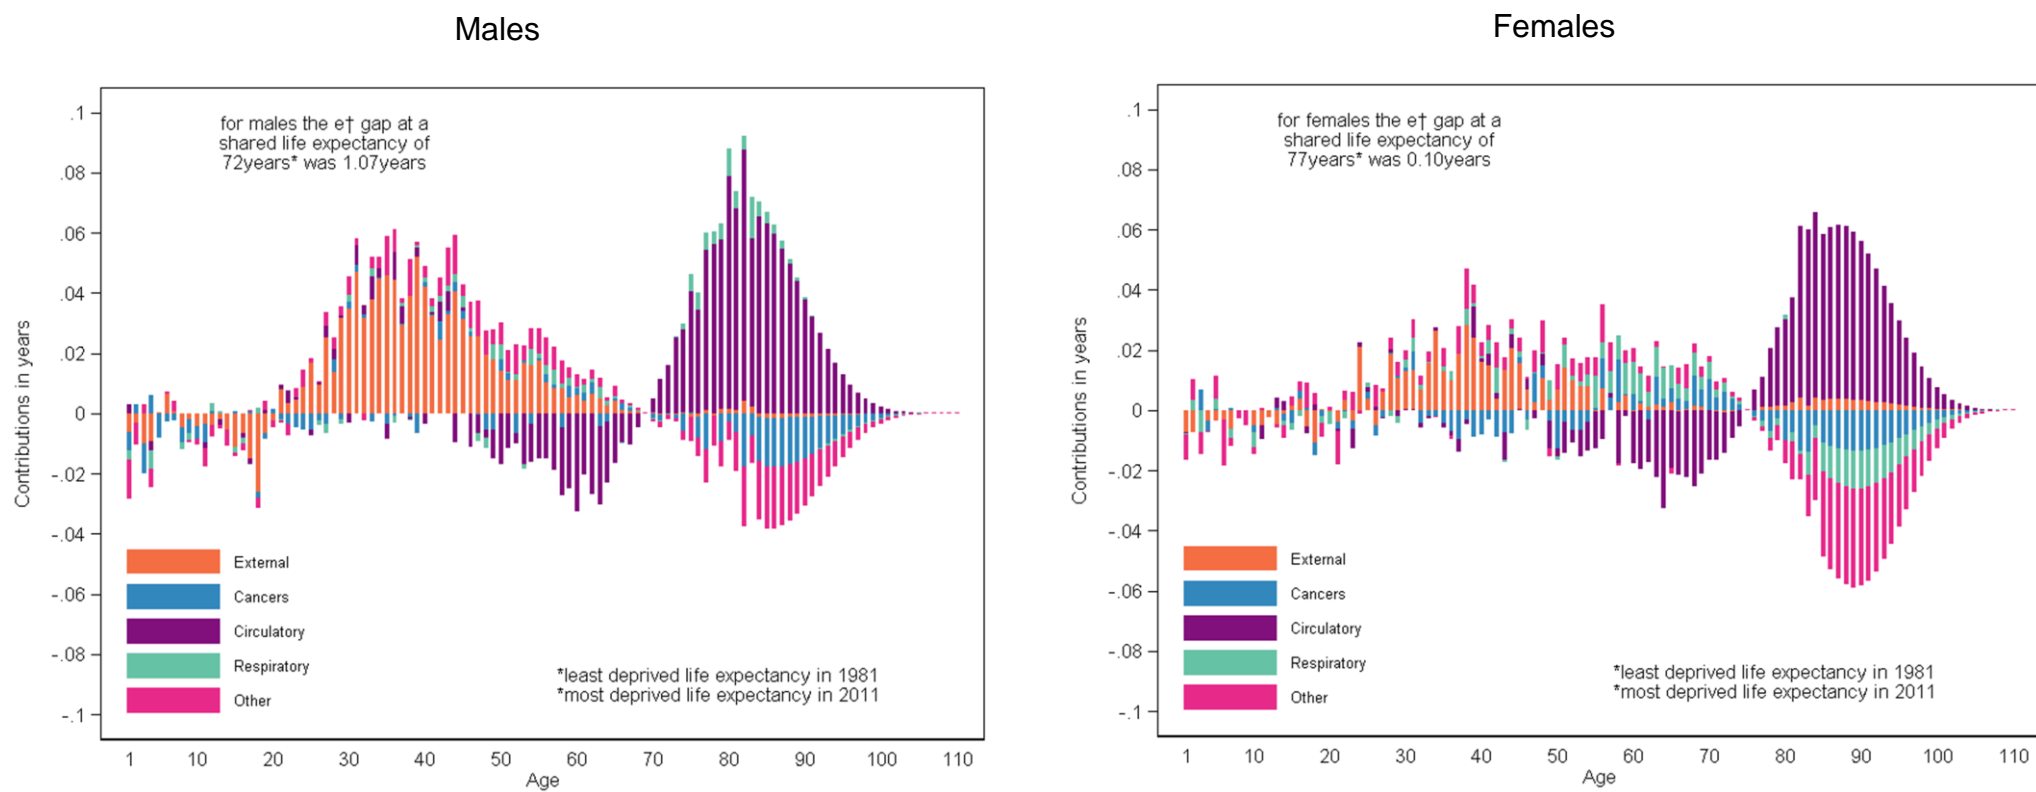 Males
for males the e† gap at a
shared life expectancy of
72years* was 1.07years
.1
.08
.06
.04
.02
0
-.02
-.04
-.06
-.08
-.1
Contributions in years
External
Cancers
Circulatory
Respiratory
Other
*least deprived life expectancy in 1981
*most deprived life expectancy in 2011
1 10 20 30 40 50 60 70 80 90 100 110
Age
Females
for females the e† gap at a
shared life expectancy of
77years* was 0.10years
.1
.08
.06
.04
.02
0
-.02
-.04
-.06
-.08
-.1
Contributions in years
External
Cancers
Circulatory
Respiratory
Other
*least deprived life expectancy in 1981
*most deprived life expectancy in 2011
1 10 20 30 40 50 60 70 80 90 100 110
Age